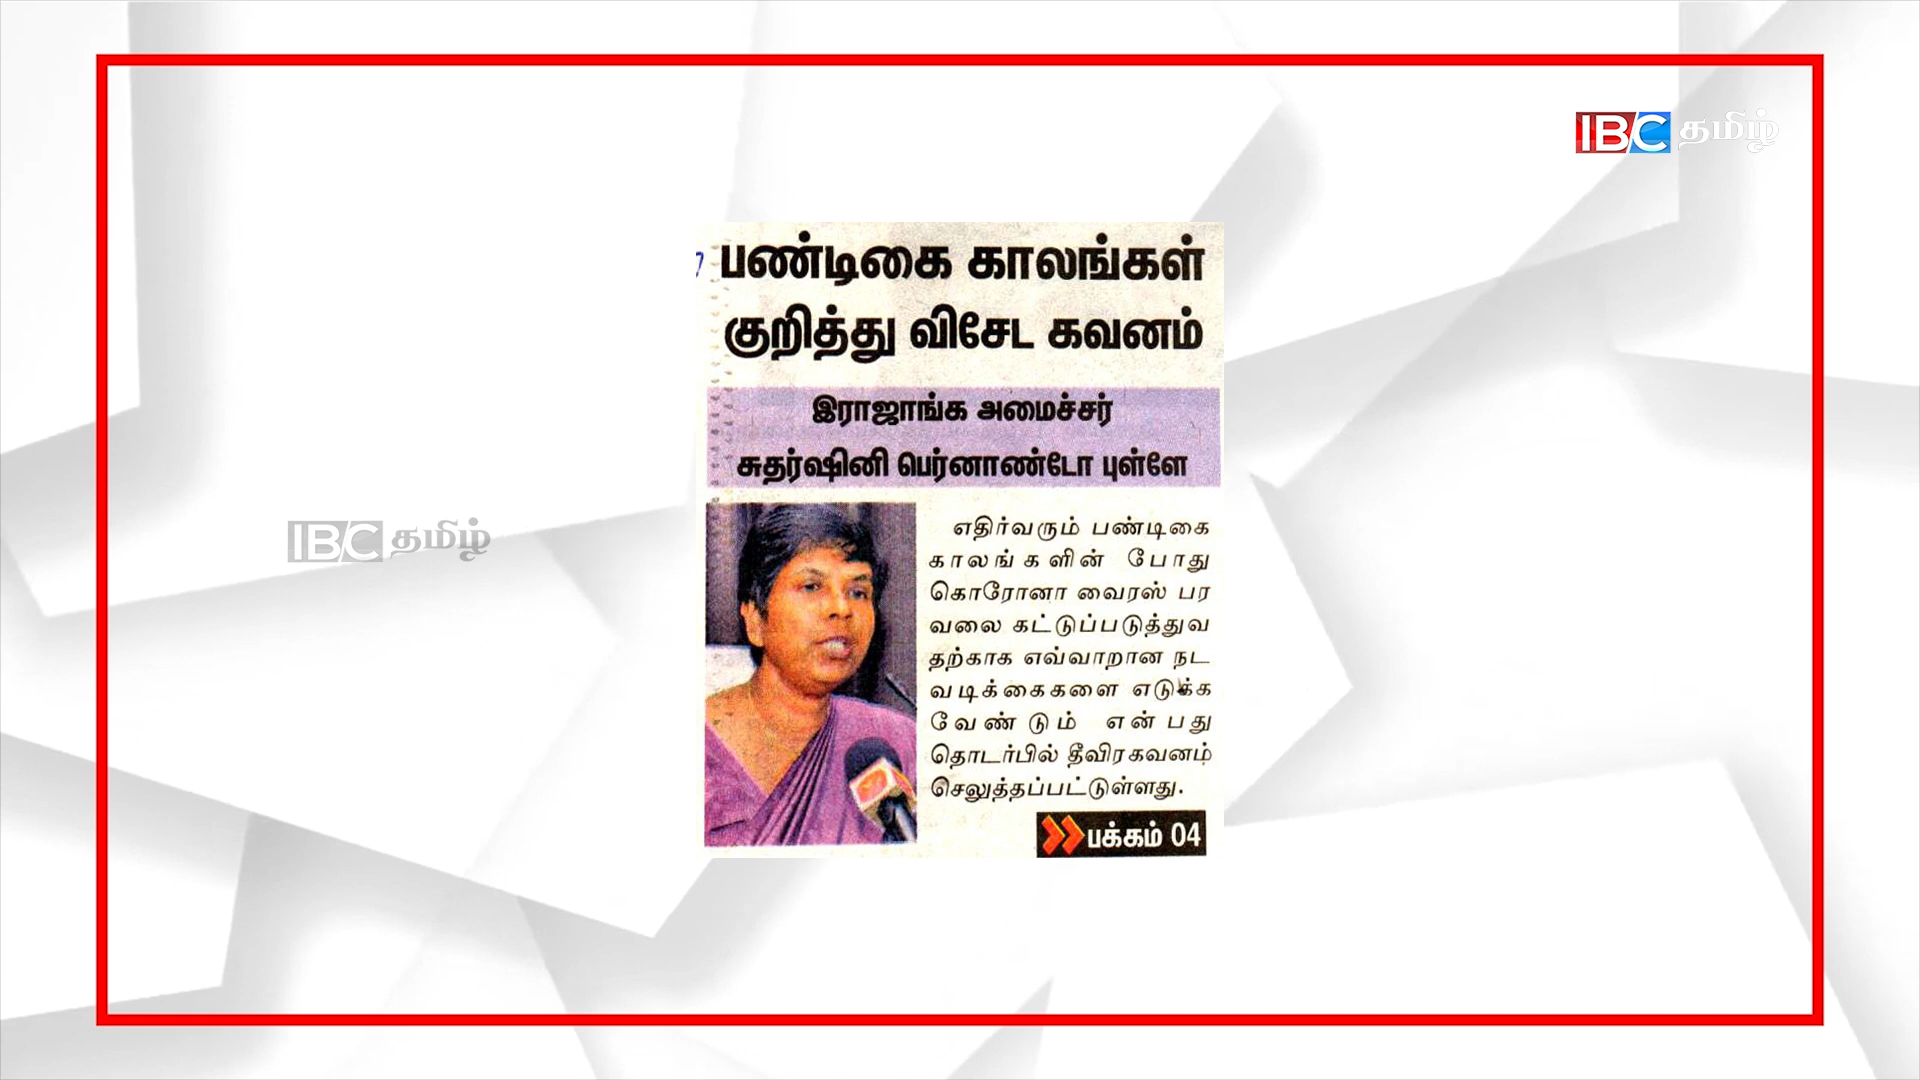 IBC தமிழ்
பண்டிகை காலங்கள்
குறித்து விசேட கவனம்
இராஜாங்க அமைச்சர்
சுதர்ஷினி பெர்னாண்டோ புள்ளே
எதிர்வரும் பண்டிகை
காலங்களின் போது
கொரோனா வைரஸ் பர
வலை கட்டுப்படுத்துவ
தற்காக எவ்வாறான நட
வடிக்கைகளை எடுக்க
வேண்டும் என்பது
தொடர்பில் தீவிரகவனம்
செலுத்தப்பட்டுள்ளது.
பக்கம் 04
IBC தமிழ்